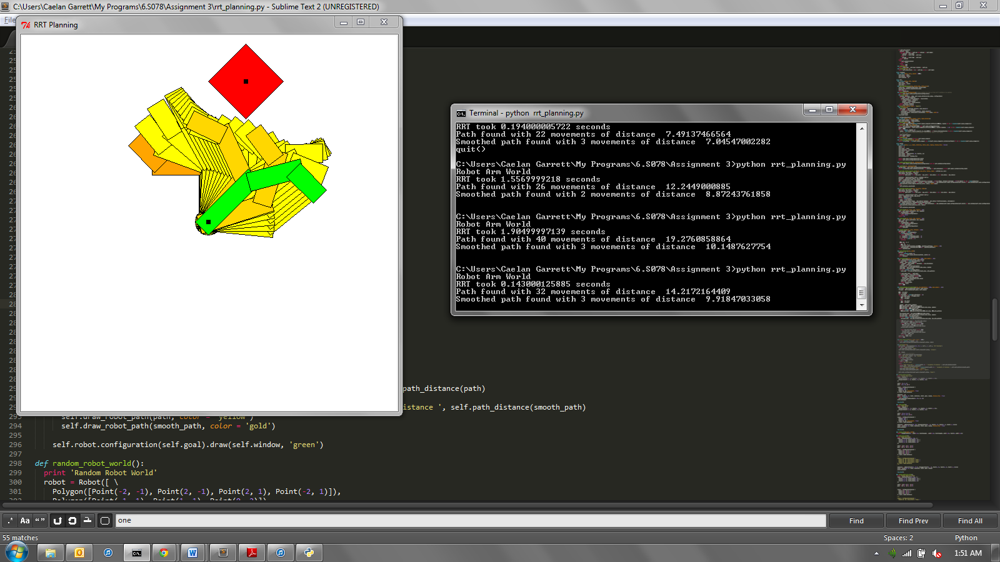 C:\Users\Caelan Garrett\My Programs\6.S078\Assignment 3\rrt_planning.py - Sublime Text 2 (UNREGISTERED)
File
RRT Planning
Terminal - python  rrt_planning.py
RRT took 0.194000005722 seconds
Path found with 22 movements of distance  7.49137466564
Smoothed path found with 3 movements of distance  7.04547002282
quit()
C:\Users\Caelan Garrett\My Programs\6.S078\Assignment 3>python rrt_planning.py
Robot Arm World
RRT took 1.5569999218 seconds
Path found with 26 movements of distance  12.2449000885
Smoothed path found with 2 movements of distance  8.87243761858
C:\Users\Caelan Garrett\My Programs\6.S078\Assignment 3>python rrt_planning.py
Robot Arm World
RRT took 1.90499997139 seconds
Path found with 40 movements of distance  19.2760858864
Smoothed path found with 3 movements of distance  10.1487627754
C:\Users\Caelan Garrett\My Programs\6.S078\Assignment 3>python rrt_planning.py
Robot Arm World
RRT took 0.143000125885 seconds
Path found with 32 movements of distance  14.2172164409
Smoothed path found with 3 movements of distance  9.91847033058
path_distance(path)
istance ', self.path_distance(smooth_path)
293 self.draw_robot_path(path, color = 'yellow')
294 self.draw_robot_path(smooth_path, color = 'gold')
295
296 self.robot.configuration(self.goal).draw(self.window, 'green')
297
298 def random_robot_world():
299 print 'Random Robot World'
300 robot = Robot([ \
301 Polygon([Point(-2, -1), Point(2, -1), Point(2, 1), Point(-2, 1)]),
.* Aa “”
one
Find
Find Prev
Find All
55 matches
Spaces: 2
Python
1:51 AM